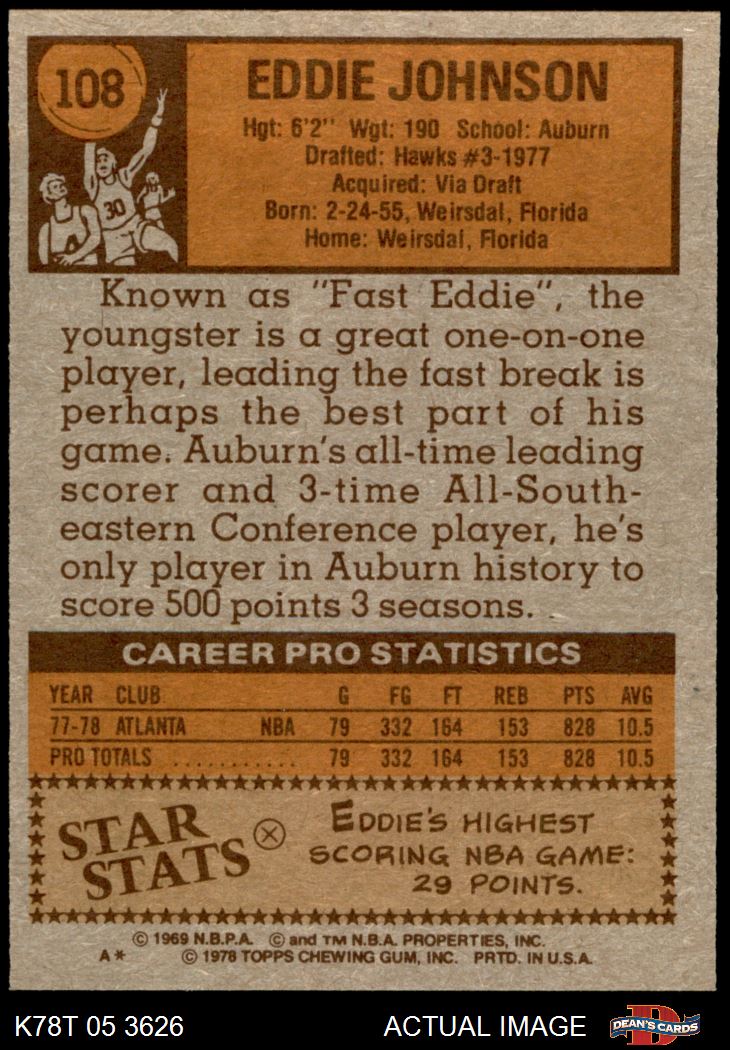 108
EDDIE JOHNSON
Hgt: 6'2" Wgt: 190 School: Auburn
Drafted: Hawks #3-1977
Acquired: Via Draft
Born: 2-24-55, Weirsdal, Florida
Home: Weirsdal, Florida
30
Known as "Fast Eddie", the
youngster is a great one-on-one
player, leading the fast break is
perhaps the best part of his
game. Auburn's all-time leading
scorer and 3-time All-South-
eastern Conference player, he's
only player in Auburn history to
score 500 points 3 seasons.
CAREER PRO STATISTICS
YEAR CLUB G FG FT REB PTS AVG
77-78 ATLANTA NBA 79 332 164 153 828 10.5
PRO TOTALS ........... 79 332 164 153 828 10.5
STAR
STATS
EDDIE'S HIGHEST
SCORING NBA GAME:
29 POINTS.
© 1969 N.B.P.A. © and TM N.B.A. PROPERTIES, INC.
A* © 1978 TOPPS CHEWING GUM, INC. PRTD. IN U.S.A.
K78T 05 3626 ACTUAL IMAGE
D
DEAN'S CARDS